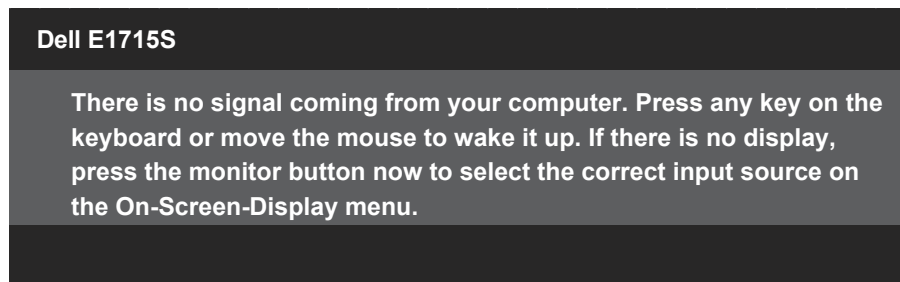 Dell E1715S
There is no signal coming from your computer. Press any key on the
keyboard or move the mouse to wake it up. If there is no display,
press the monitor button now to select the correct input source on
the On-Screen-Display menu.